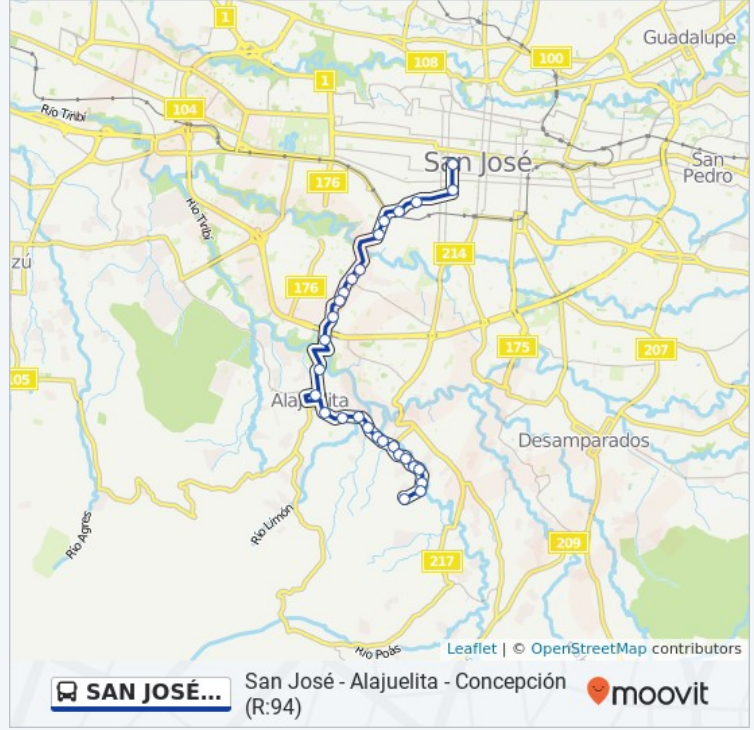 1
Guadalupe
108
100
1
104
Río Tiribí
San José
San
Pedro
176
Río Tiribí
214
zú
176
175
207
05
Alajuelita
Desamparados
Río Agres
Río Limón
209
217
Río Poás
Leaflet | © OpenStreetMap contributors
SAN JOSÉ...
San José - Alajuelita - Concepción
(R:94)
moovit